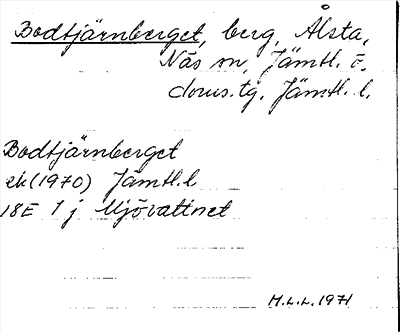 Bodtjärnberget, berg, Ålsta,
Näs sn, Jämtl. ö.
doms.tg. Jämtl. l.
Bodtjärnberget
ek (1970) Jämtl. l
18E 1 j Mjövattnet
M.L.L. 1971